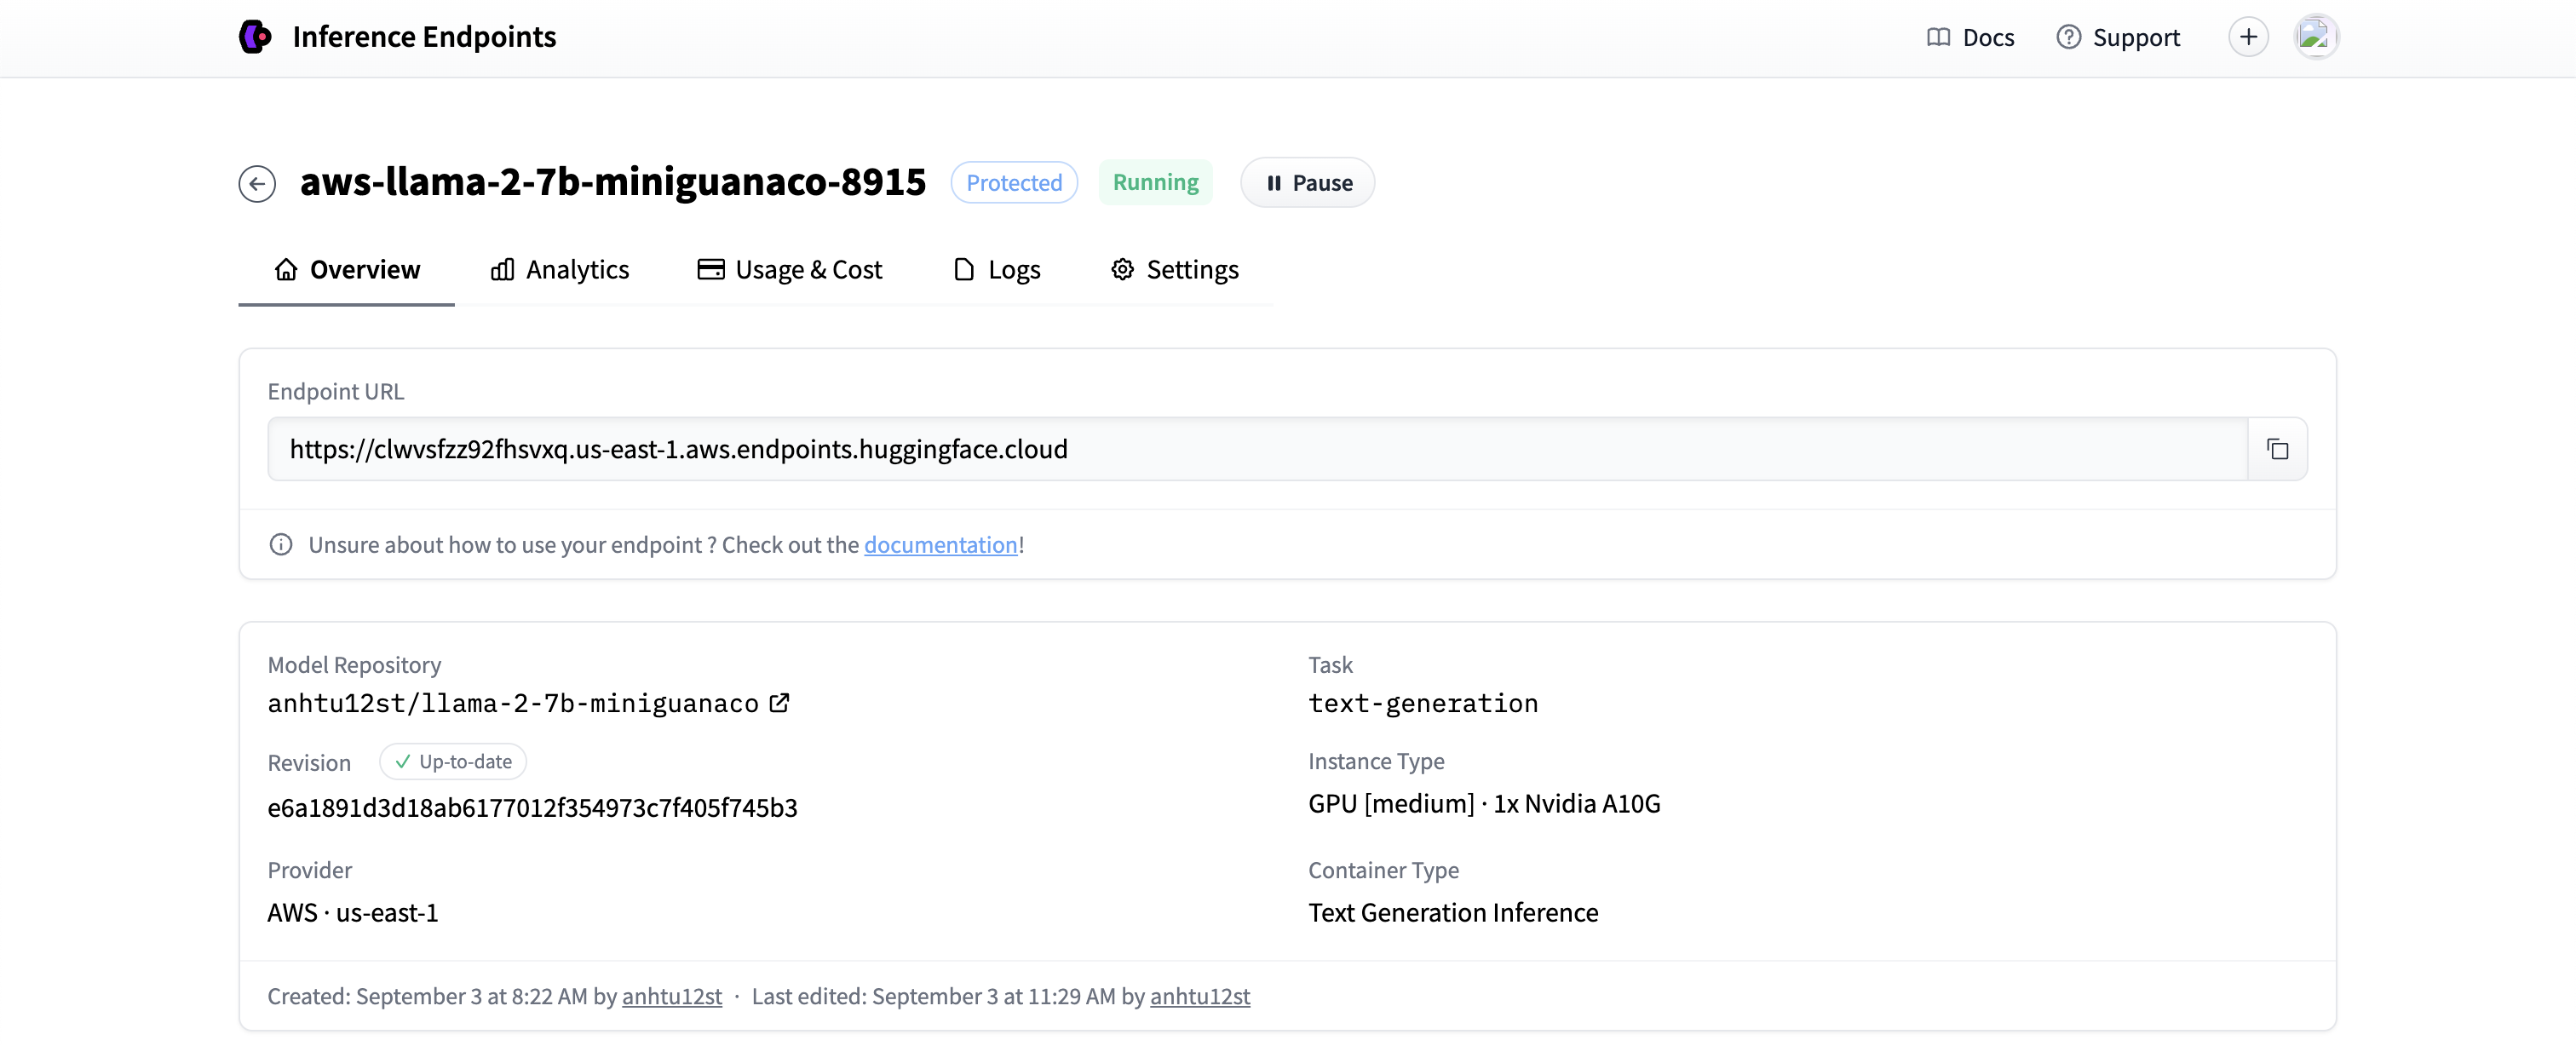 Inference Endpoints
Docs
Support
aws-llama-2-7b-miniguanaco-8915
Protected
Running
Pause
Overview
Analytics
Usage & Cost
Logs
Settings
Endpoint URL
https://clwvsfzz92fhsvxq.us-east-1.aws.endpoints.huggingface.cloud
Unsure about how to use your endpoint ? Check out the documentation!
Model Repository
anhtu12st/llama-2-7b-miniguanaco
Task
text-generation
Revision
Up-to-date
e6a1891d3d18ab6177012f354973c7f405f745b3
Instance Type
GPU [medium] · 1x Nvidia A10G
Provider
AWS · us-east-1
Container Type
Text Generation Inference
Created: September 3 at 8:22 AM by anhtu12st · Last edited: September 3 at 11:29 AM by anhtu12st